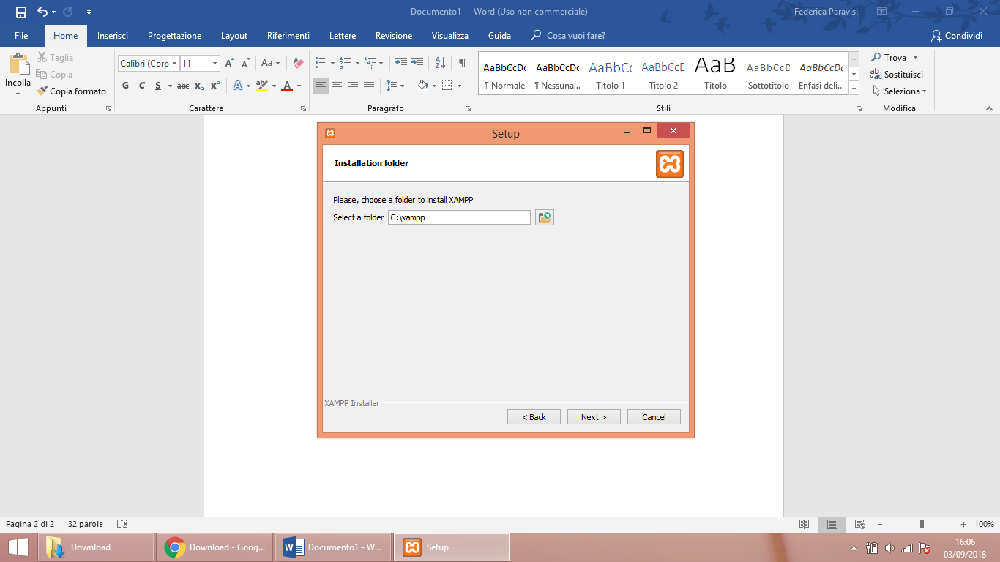 Documento1 - Word (Uso non commerciale)
Federica Paravisi
File Home Inserisci Progettazione Layout Riferimenti Lettere Revisione Visualizza Guida Cosa vuoi fare? Condividi
Incolla
Taglia
Copia
Copia formato
Appunti
Calibri (Corp 11
Aa
G C S abc x₂ x² A A
Carattere
Paragrafo
AaBbCcDc AaBbCcDc AaBbCc AaBbCcD AaB AaBbCcD AaBbCcDc
¶ Normale ¶ Nessuna... Titolo 1 Titolo 2 Titolo Sottotitolo Enfasi deli...
Stili
Trova
Sostituisci
Seleziona
Modifica
Setup
Installation folder
Please, choose a folder to install XAMPP
Select a folder C:\xampp
XAMPP Installer
< Back Next > Cancel
Pagina 2 di 2 32 parole 100%
Download Download - Goog... Documento1 - W... Setup
16:06
03/09/2018